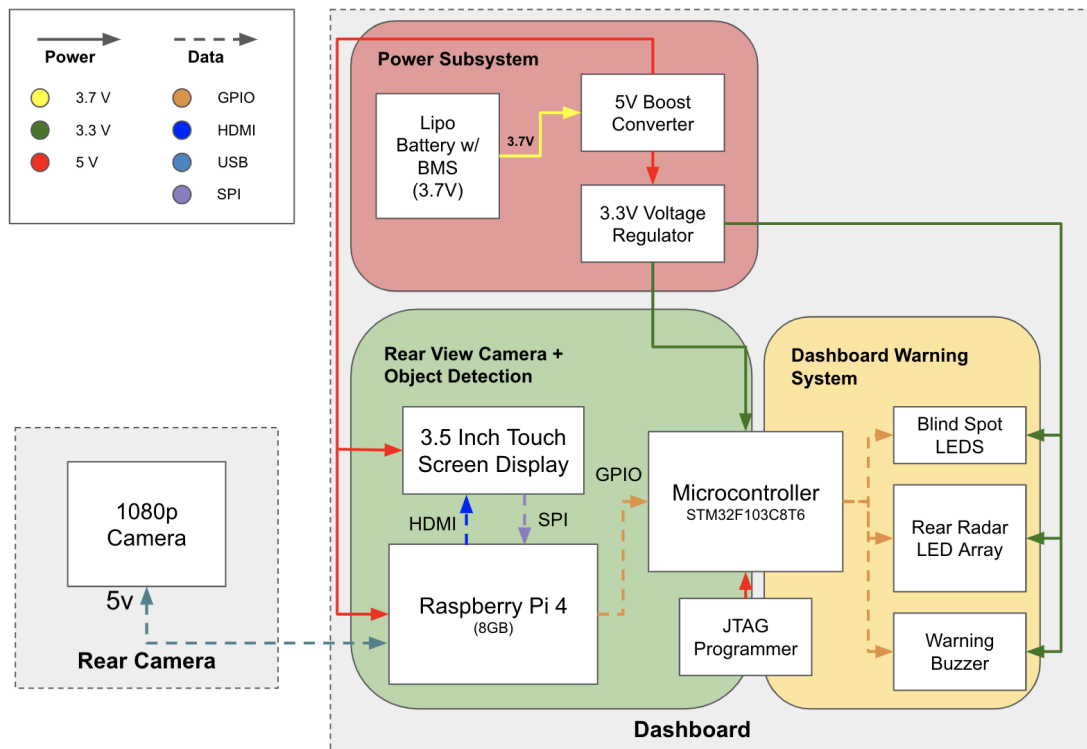 Power
Data
3.7 V
3.3 V
5 V
GPIO
HDMI
USB
SPI
Power Subsystem
Lipo
Battery w/
BMS
(3.7V)
3.7V
5V Boost
Converter
3.3V Voltage
Regulator
Rear View Camera +
Object Detection
3.5 Inch Touch
Screen Display
HDMI
SPI
Raspberry Pi 4
(8GB)
GPIO
Microcontroller
STM32F103C8T6
JTAG
Programmer
Dashboard Warning
System
Blind Spot
LEDS
Rear Radar
LED Array
Warning
Buzzer
1080p
Camera
5v
Rear Camera
Dashboard